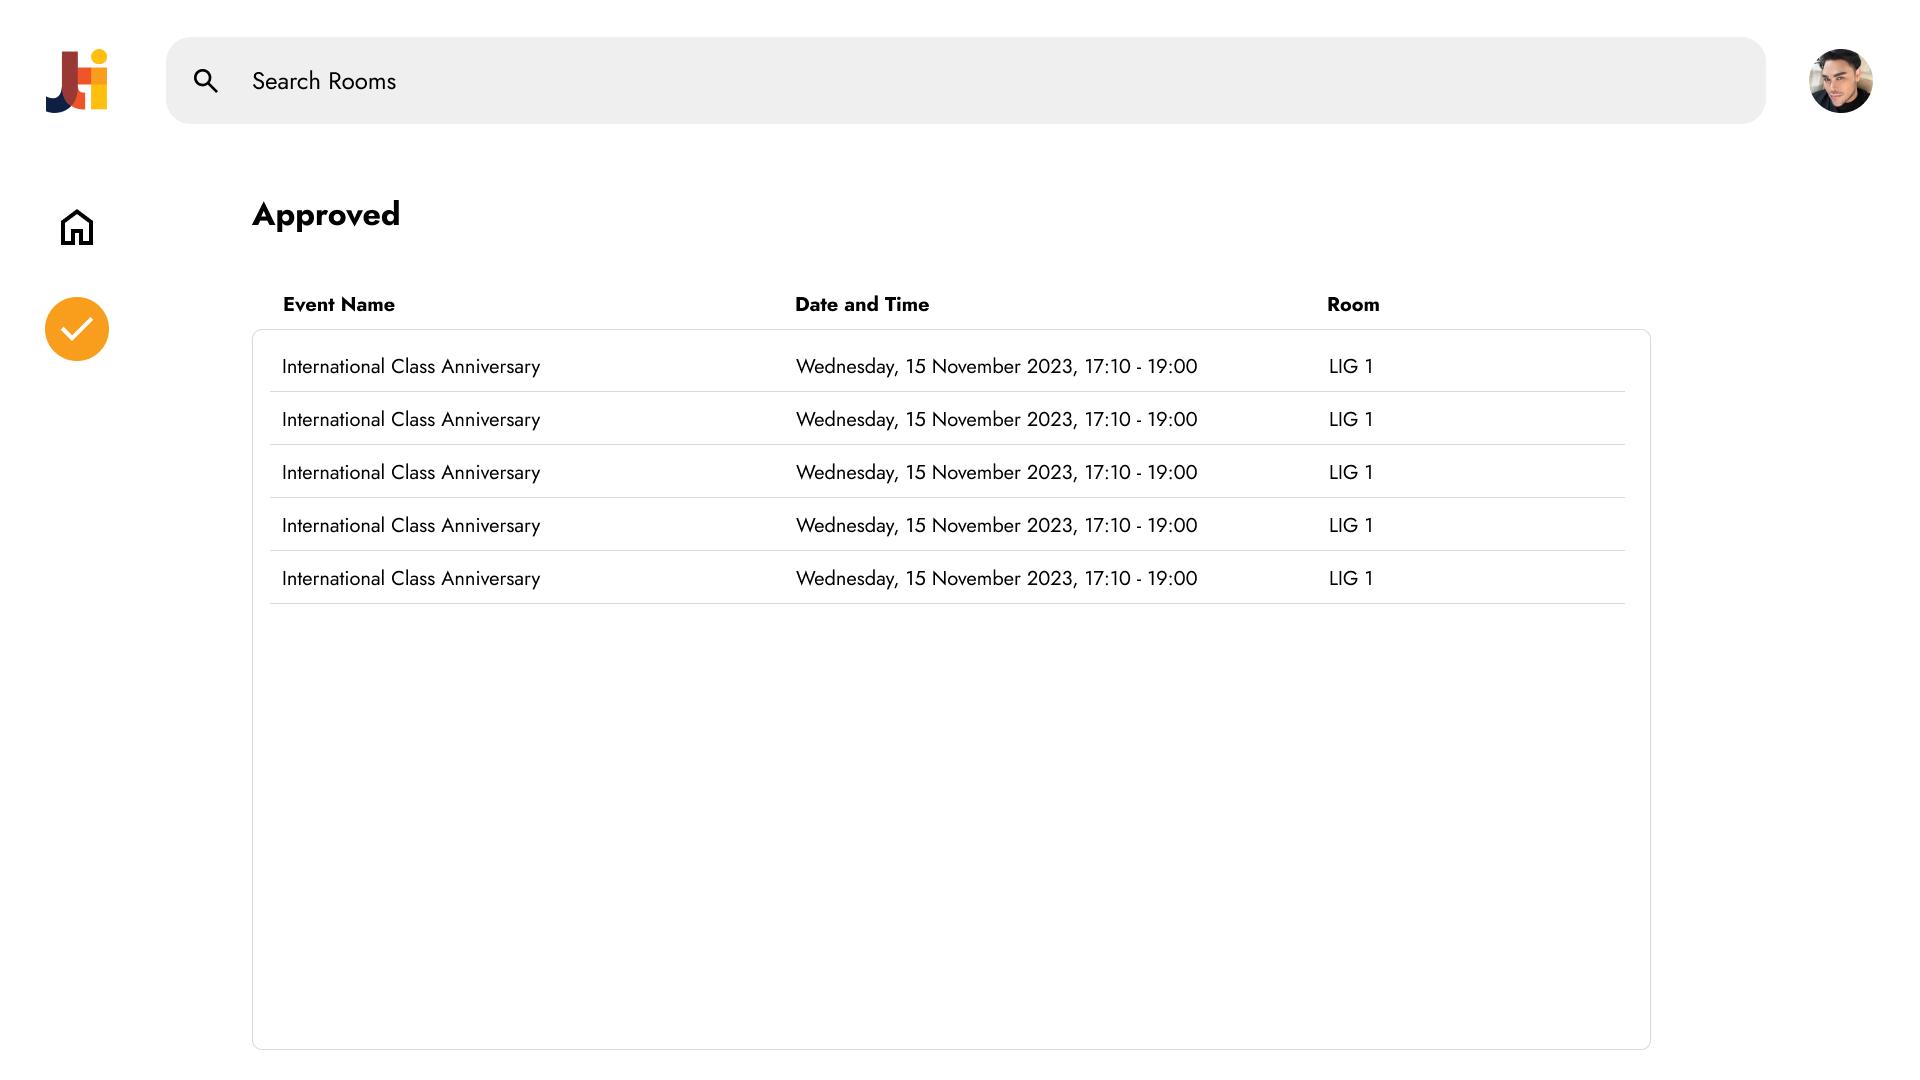 Jti
Search Rooms
Approved
Event Name Date and Time Room
International Class Anniversary Wednesday, 15 November 2023, 17:10 - 19:00 LIG 1
International Class Anniversary Wednesday, 15 November 2023, 17:10 - 19:00 LIG 1
International Class Anniversary Wednesday, 15 November 2023, 17:10 - 19:00 LIG 1
International Class Anniversary Wednesday, 15 November 2023, 17:10 - 19:00 LIG 1
International Class Anniversary Wednesday, 15 November 2023, 17:10 - 19:00 LIG 1